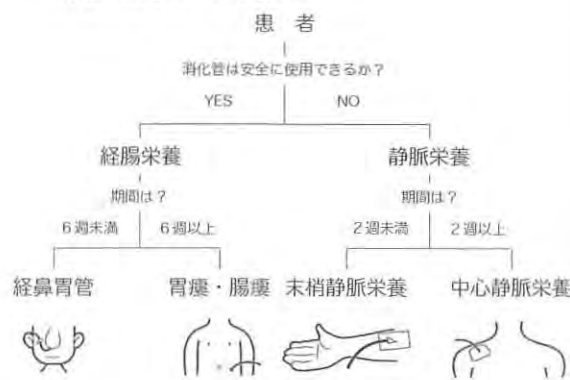 患者
消化管は安全に使用できるか？
YES NO
経腸栄養 静脈栄養
期間は？ 期間は？
6週未満 6週以上 2週未満 2週以上
経鼻胃管 胃瘻・腸瘻 末梢静脈栄養 中心静脈栄養